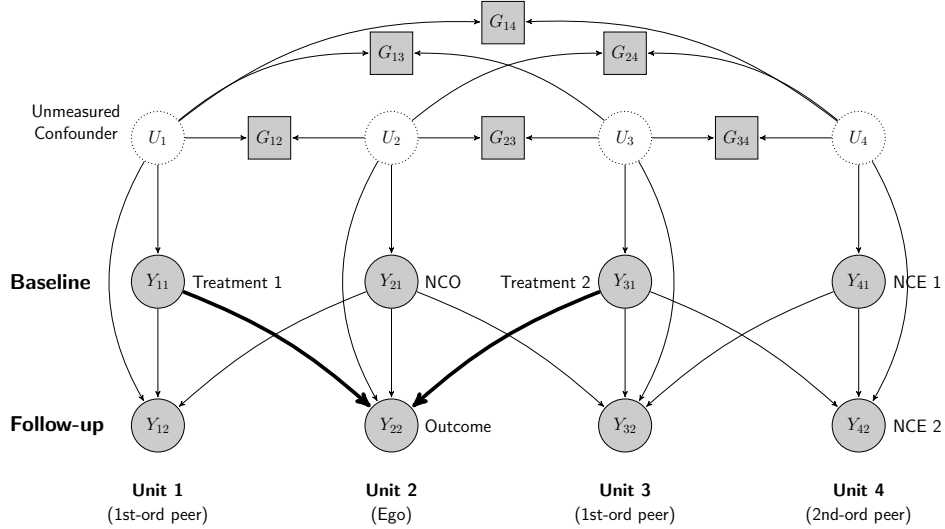 G14
G13
G24
Unmeasured
Confounder
U1
G12
U2
G23
U3
G34
U4
Baseline
Y11
Treatment 1
Y21
NCO
Treatment 2
Y31
Y41
NCE 1
Follow-up
Y12
Y22
Outcome
Y32
Y42
NCE 2
Unit 1
(1st-ord peer)
Unit 2
(Ego)
Unit 3
(1st-ord peer)
Unit 4
(2nd-ord peer)